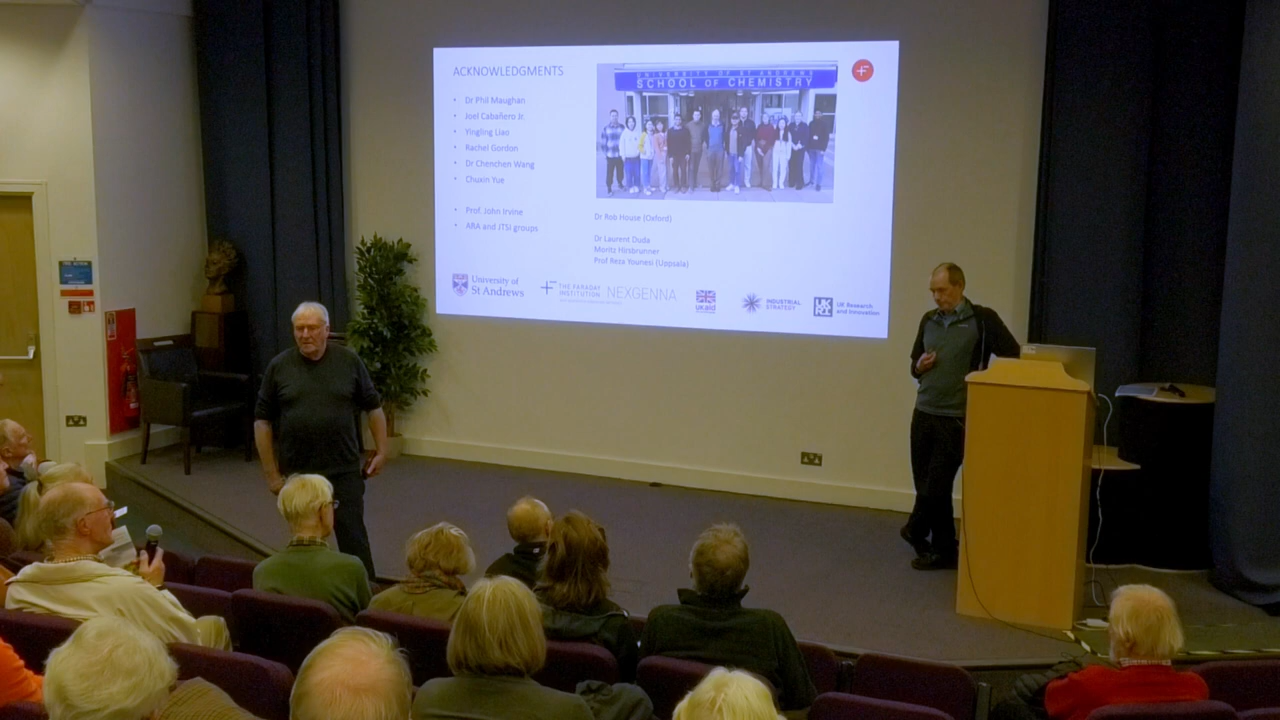 ACKNOWLEDGMENTS
• Dr Phil Maughan
• Joel Cabañero Jr.
• Yingling Liao
• Rachel Gordon
• Dr Chenchen Wang
• Chuxin Yue
• Prof. John Irvine
• ARA and JTSI groups
UNIVERSITY OF ST ANDREWS
SCHOOL OF CHEMISTRY
Dr Rob House (Oxford)
Dr Laurent Duda
Moritz Hirsbrunner
Prof Reza Younesi (Uppsala)
University of
St Andrews
THE FARADAY
INSTITUTION
NEXGENNA
UKaid
INDUSTRIAL
STRATEGY
UK
RI
UK Research
and Innovation